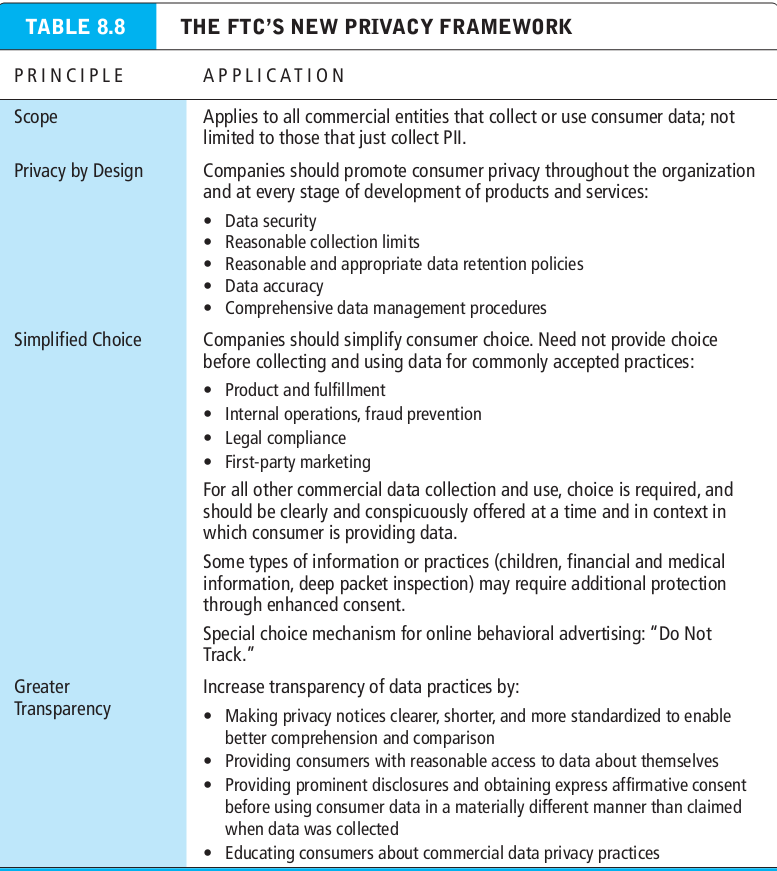 TABLE 8.8 THE FTC'S NEW PRIVACY FRAMEWORK
PRINCIPLE APPLICATION
Scope Applies to all commercial entities that collect or use consumer data; not
limited to those that just collect PII.
Privacy by Design Companies should promote consumer privacy throughout the organization
and at every stage of development of products and services:
• Data security
• Reasonable collection limits
• Reasonable and appropriate data retention policies
• Data accuracy
• Comprehensive data management procedures
Simplified Choice Companies should simplify consumer choice. Need not provide choice
before collecting and using data for commonly accepted practices:
• Product and fulfillment
• Internal operations, fraud prevention
• Legal compliance
• First-party marketing
For all other commercial data collection and use, choice is required, and
should be clearly and conspicuously offered at a time and in context in
which consumer is providing data.
Some types of information or practices (children, financial and medical
information, deep packet inspection) may require additional protection
through enhanced consent.
Special choice mechanism for online behavioral advertising: "Do Not
Track."
Greater Increase transparency of data practices by:
Transparency
• Making privacy notices clearer, shorter, and more standardized to enable
better comprehension and comparison
• Providing consumers with reasonable access to data about themselves
• Providing prominent disclosures and obtaining express affirmative consent
before using consumer data in a materially different manner than claimed
when data was collected
• Educating consumers about commercial data privacy practices